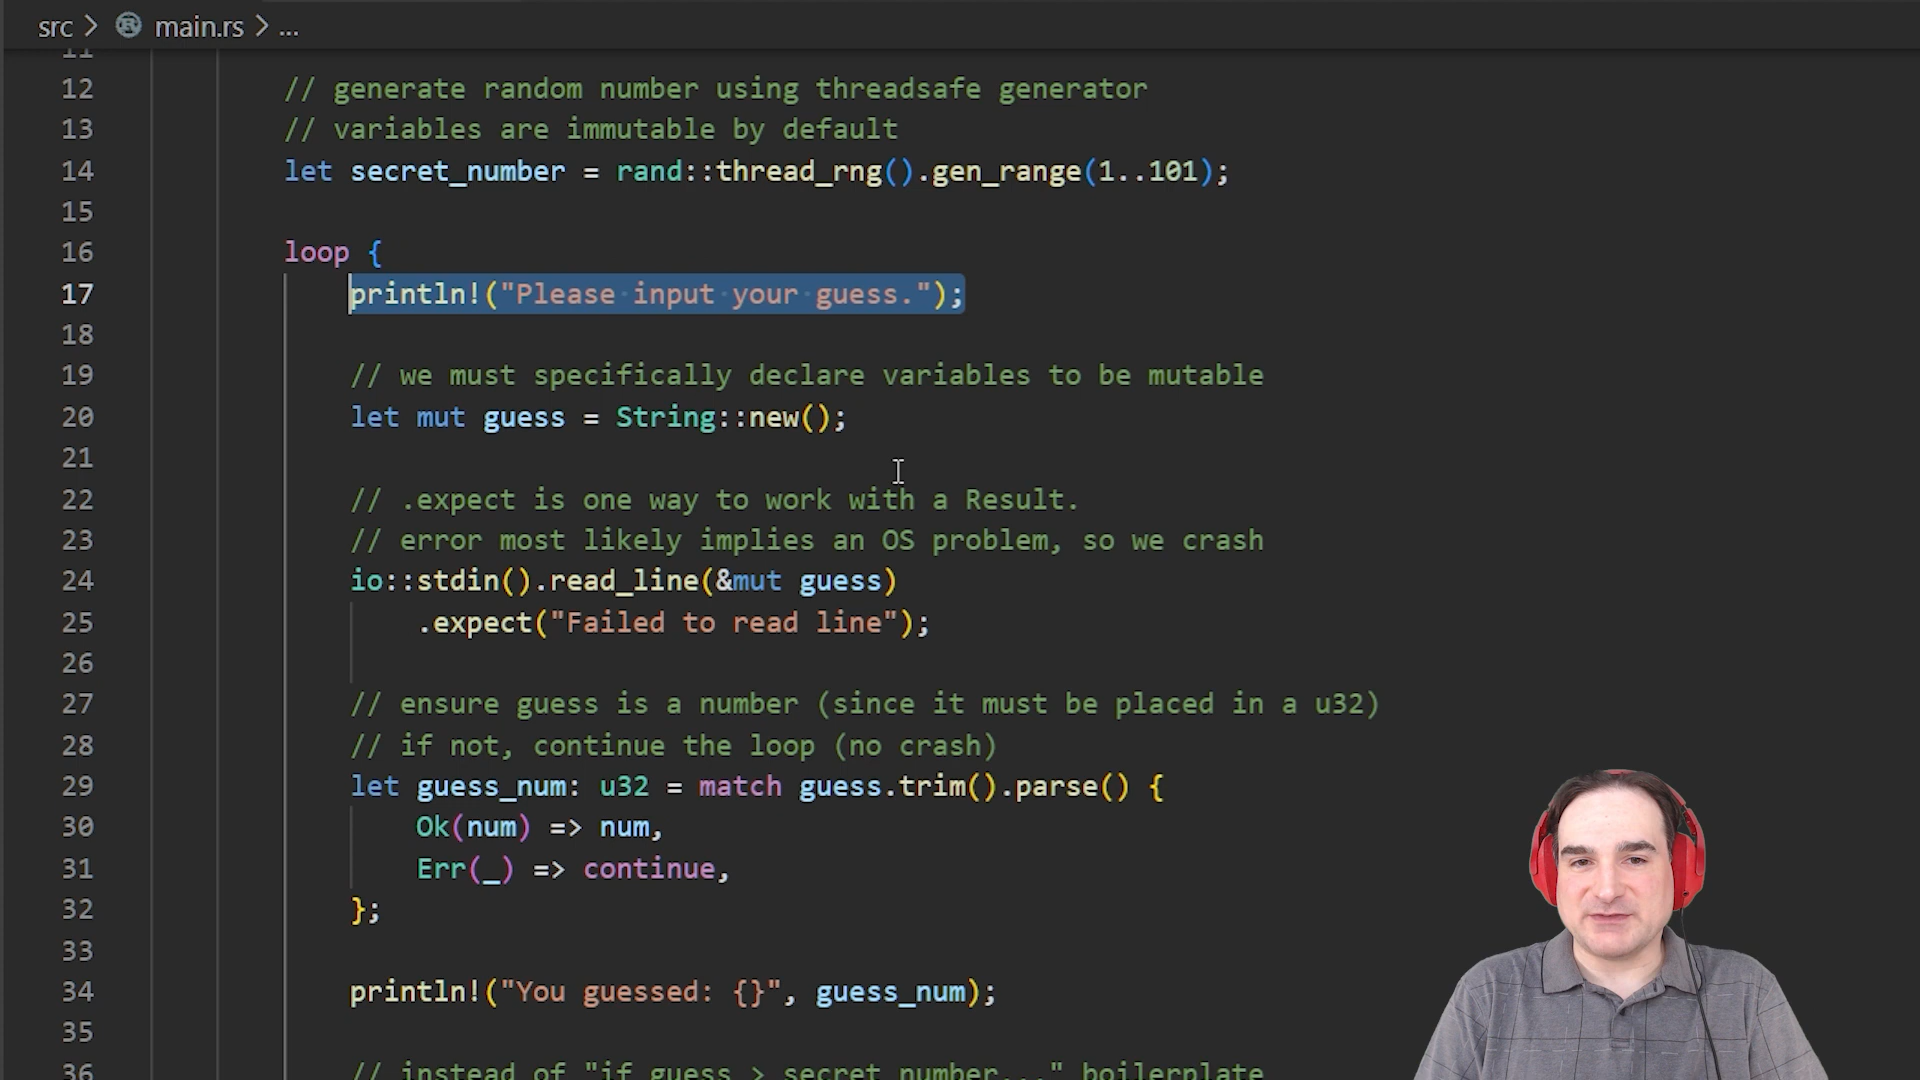 src > main.rs > ...
11
12 // generate random number using threadsafe generator
13 // variables are immutable by default
14 let secret_number = rand::thread_rng().gen_range(1..101);
15
16 loop {
17 println!("Please input your guess.");
18
19 // we must specifically declare variables to be mutable
20 let mut guess = String::new();
21
22 // .expect is one way to work with a Result.
23 // error most likely implies an OS problem, so we crash
24 io::stdin().read_line(&mut guess)
25 .expect("Failed to read line");
26
27 // ensure guess is a number (since it must be placed in a u32)
28 // if not, continue the loop (no crash)
29 let guess_num: u32 = match guess.trim().parse() {
30 Ok(num) => num,
31 Err(_) => continue,
32 };
33
34 println!("You guessed: {}", guess_num);
35
36 // instead of "if guess > secret_number..." boilerplate